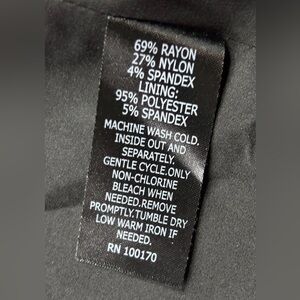 69% RAYON
27% NYLON
4% SPANDEX
LINING:
95% POLYESTER
5% SPANDEX
MACHINE WASH COLD.
INSIDE OUT AND
SEPARATELY.
GENTLE CYCLE.ONLY
NON-CHLORINE
BLEACH WHEN
NEEDED.REMOVE
PROMPTLY.TUMBLE DRY
LOW WARM IRON IF
NEEDED.
RN 100170